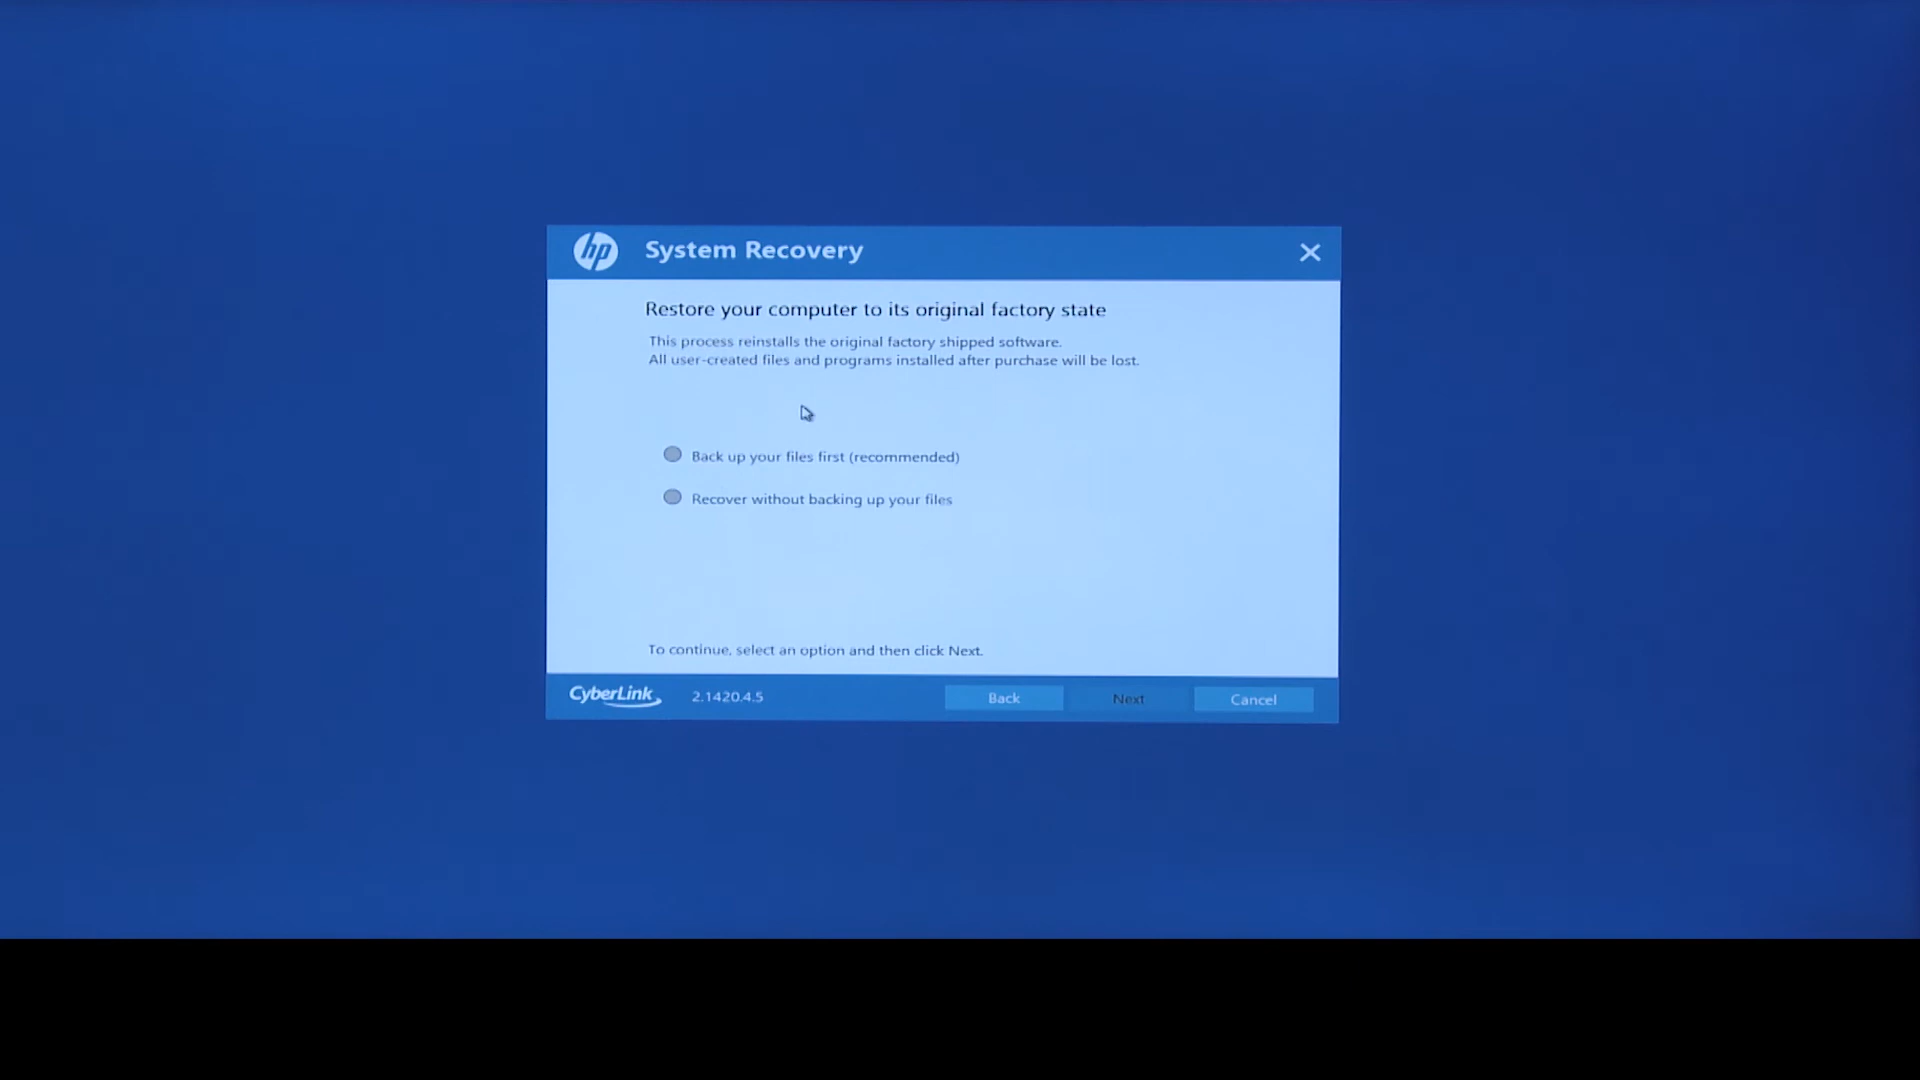 hp
System Recovery
Restore your computer to its original factory state
This process reinstalls the original factory shipped software.
All user-created files and programs installed after purchase will be lost.
Back up your files first (recommended)
Recover without backing up your files
To continue, select an option and then click Next.
CyberLink 2.1420.4.5 Back Next Cancel